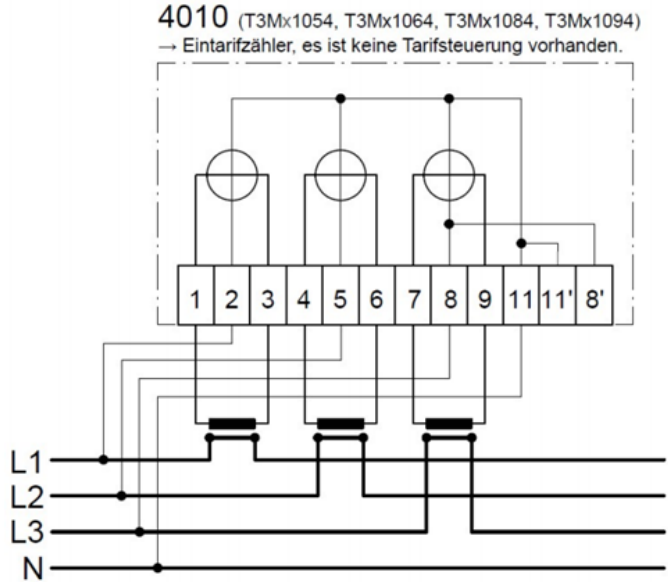 4010 (T3Mx1054, T3Mx1064, T3Mx1084, T3Mx1094)
→ Eintarifzähler, es ist keine Tarifsteuerung vorhanden.
1 2 3 4 5 6 7 8 9 11 11' 8'
L1
L2
L3
N